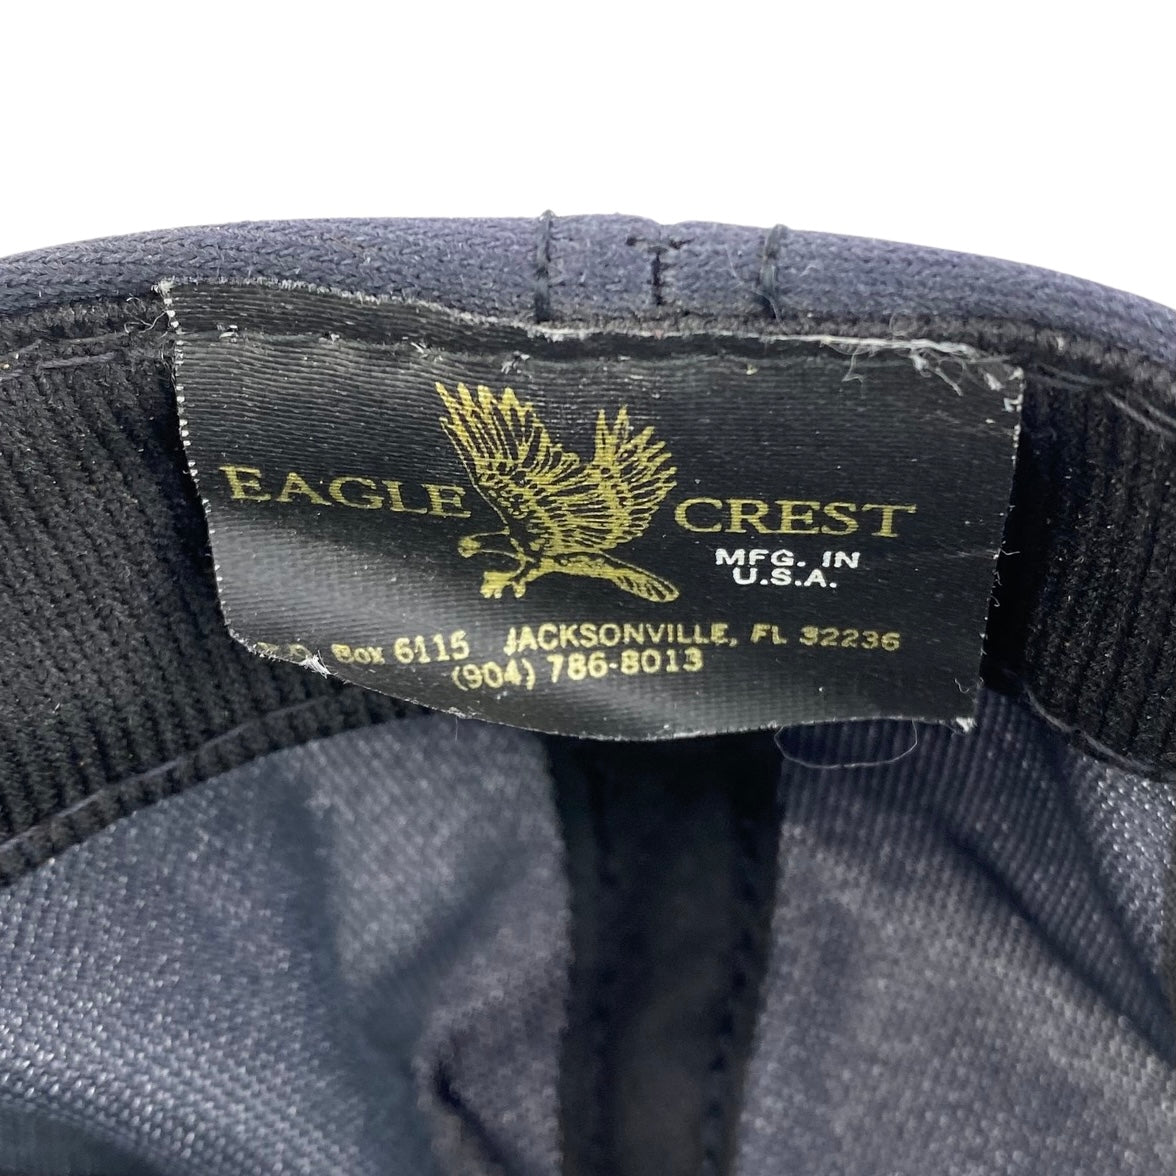 EAGLE CREST
MFG. IN
U.S.A.
P.O. Box 6115 JACKSONVILLE, FL 32236
(904) 786-8013